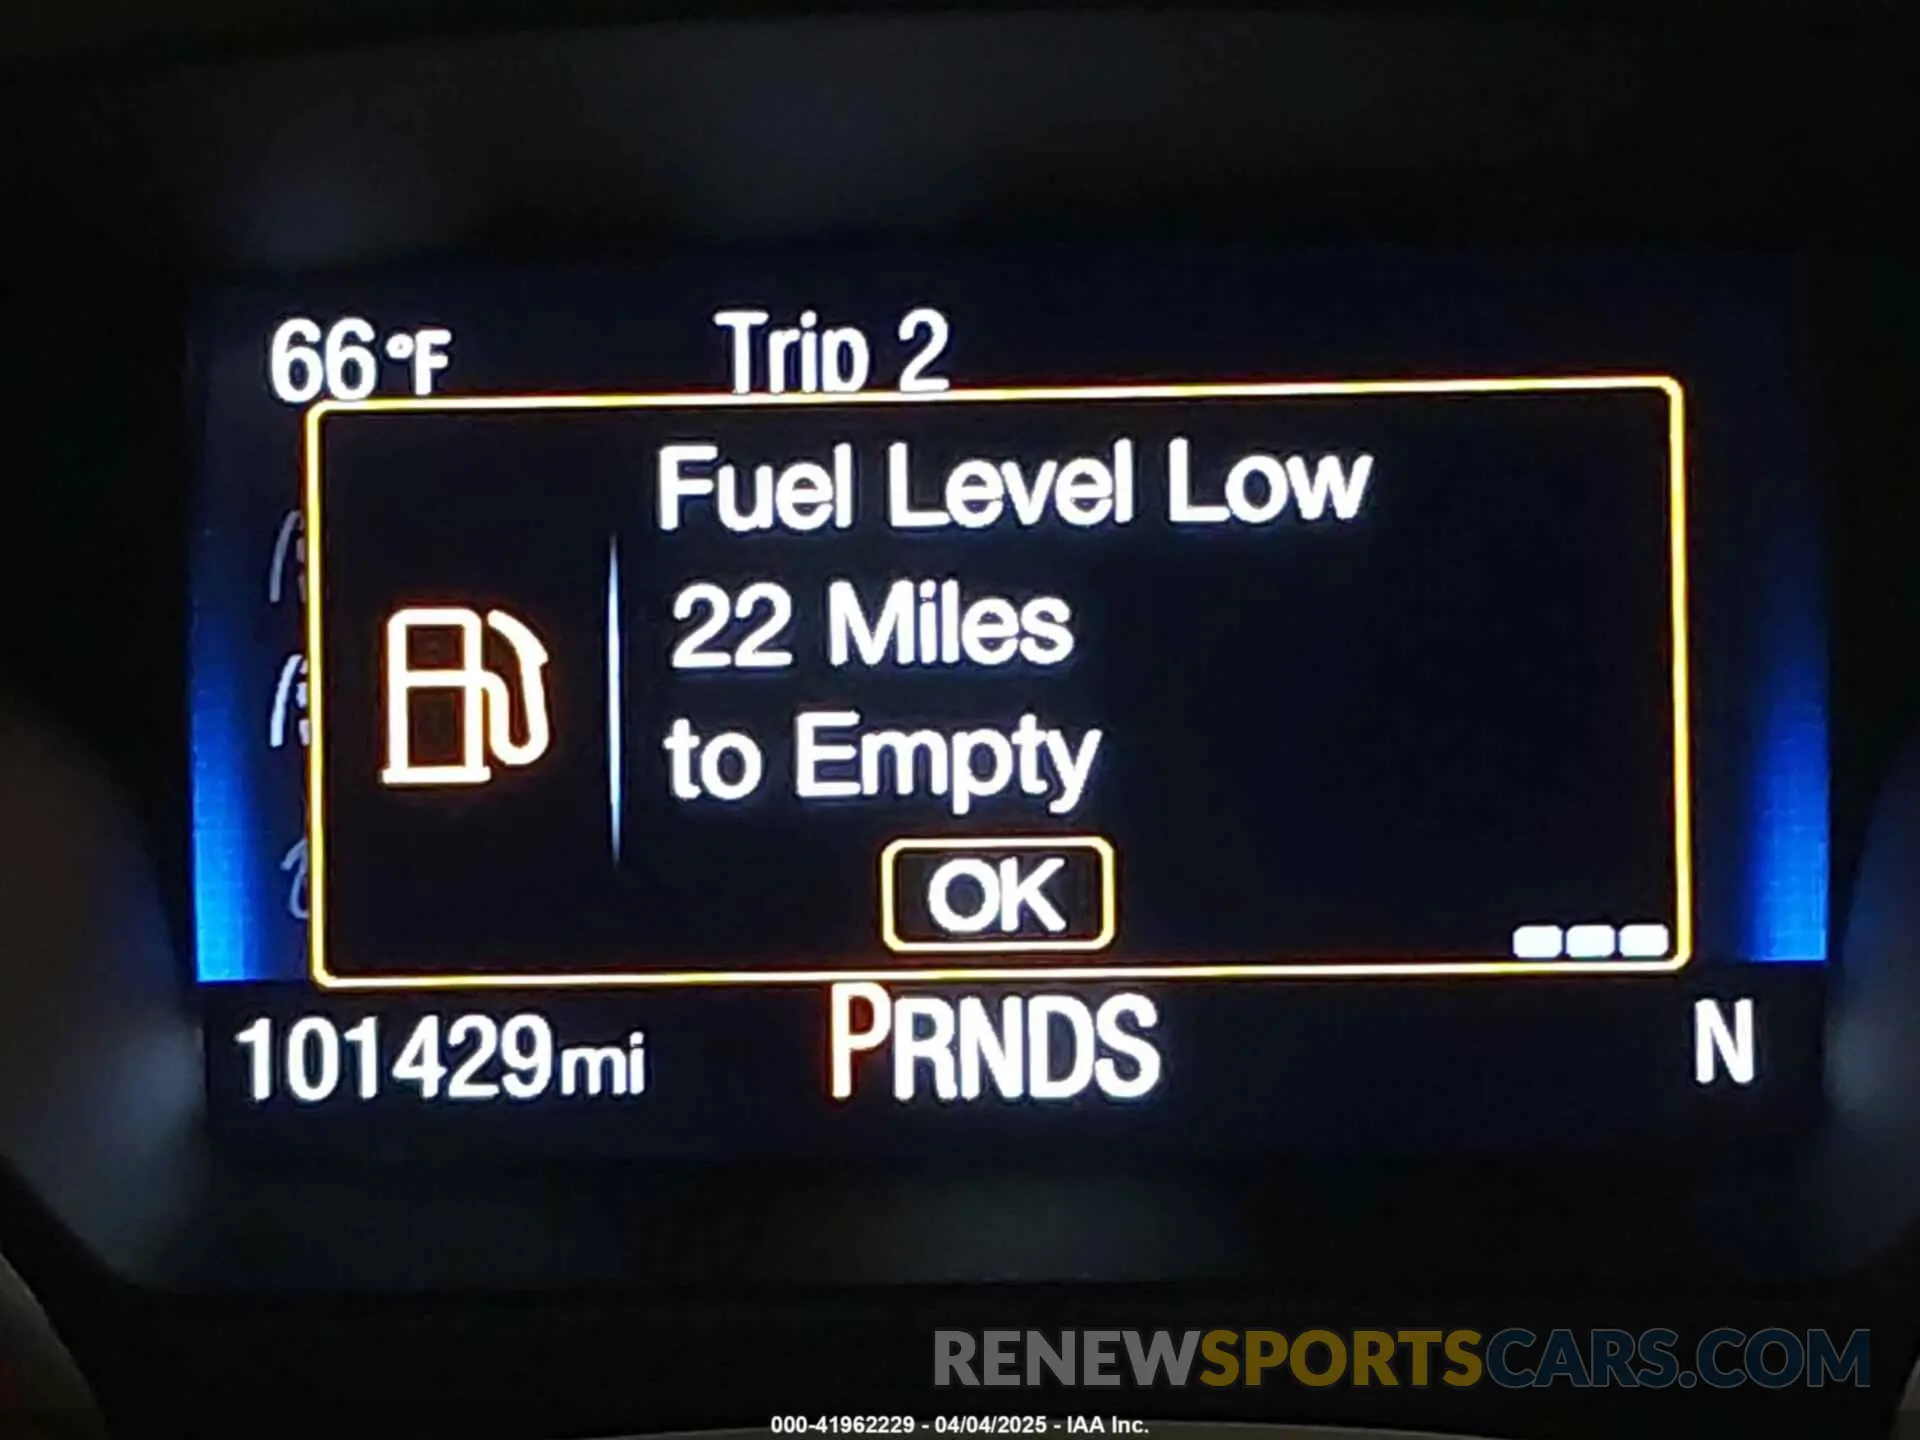 66 °F Trip 2
Fuel Level Low
22 Miles
to Empty
OK
101429mi PRNDS N
RENEWSPORTSCARS.COM
000-41962229 - 04/04/2025 - IAA Inc.